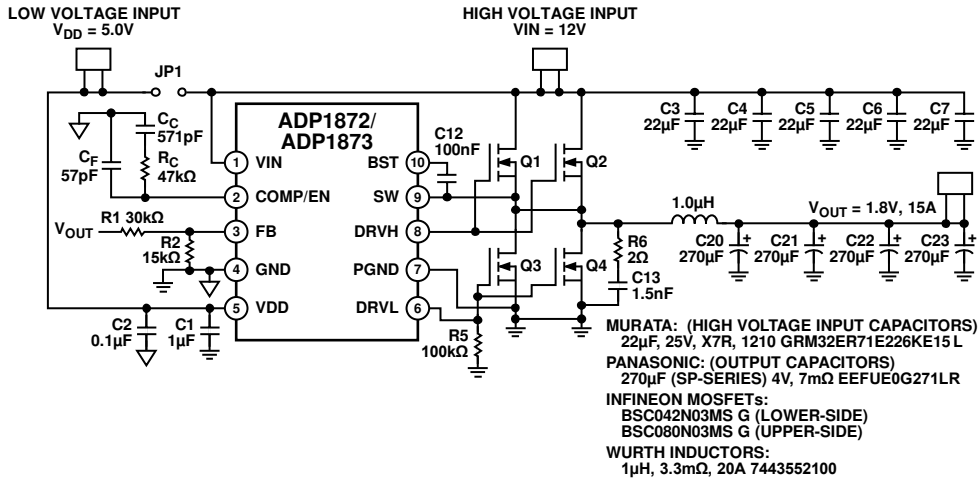 LOW VOLTAGE INPUT
VDD = 5.0V
HIGH VOLTAGE INPUT
VIN = 12V
JP1
C3
22µF
C4
22µF
C5
22µF
C6
22µF
C7
22µF
CC
571pF
CF
57pF
RC
47kΩ
ADP1872/
ADP1873
1 VIN
2 COMP/EN
3 FB
4 GND
5 VDD
BST 10
SW 9
DRVH 8
PGND 7
DRVL 6
C12
100nF
Q1
Q2
Q3
Q4
VOUT
R1 30kΩ
R2
15kΩ
C2
0.1µF
C1
1µF
R5
100kΩ
R6
2Ω
C13
1.5nF
1.0µH
VOUT = 1.8V, 15A
C20 +
270µF
C21 +
270µF
C22 +
270µF
C23 +
270µF
MURATA: (HIGH VOLTAGE INPUT CAPACITORS)
22µF, 25V, X7R, 1210 GRM32ER71E226KE15L
PANASONIC: (OUTPUT CAPACITORS)
270µF (SP-SERIES) 4V, 7mΩ EEFUE0G271LR
INFINEON MOSFETs:
BSC042N03MS G (LOWER-SIDE)
BSC080N03MS G (UPPER-SIDE)
WURTH INDUCTORS:
1µH, 3.3mΩ, 20A 7443552100